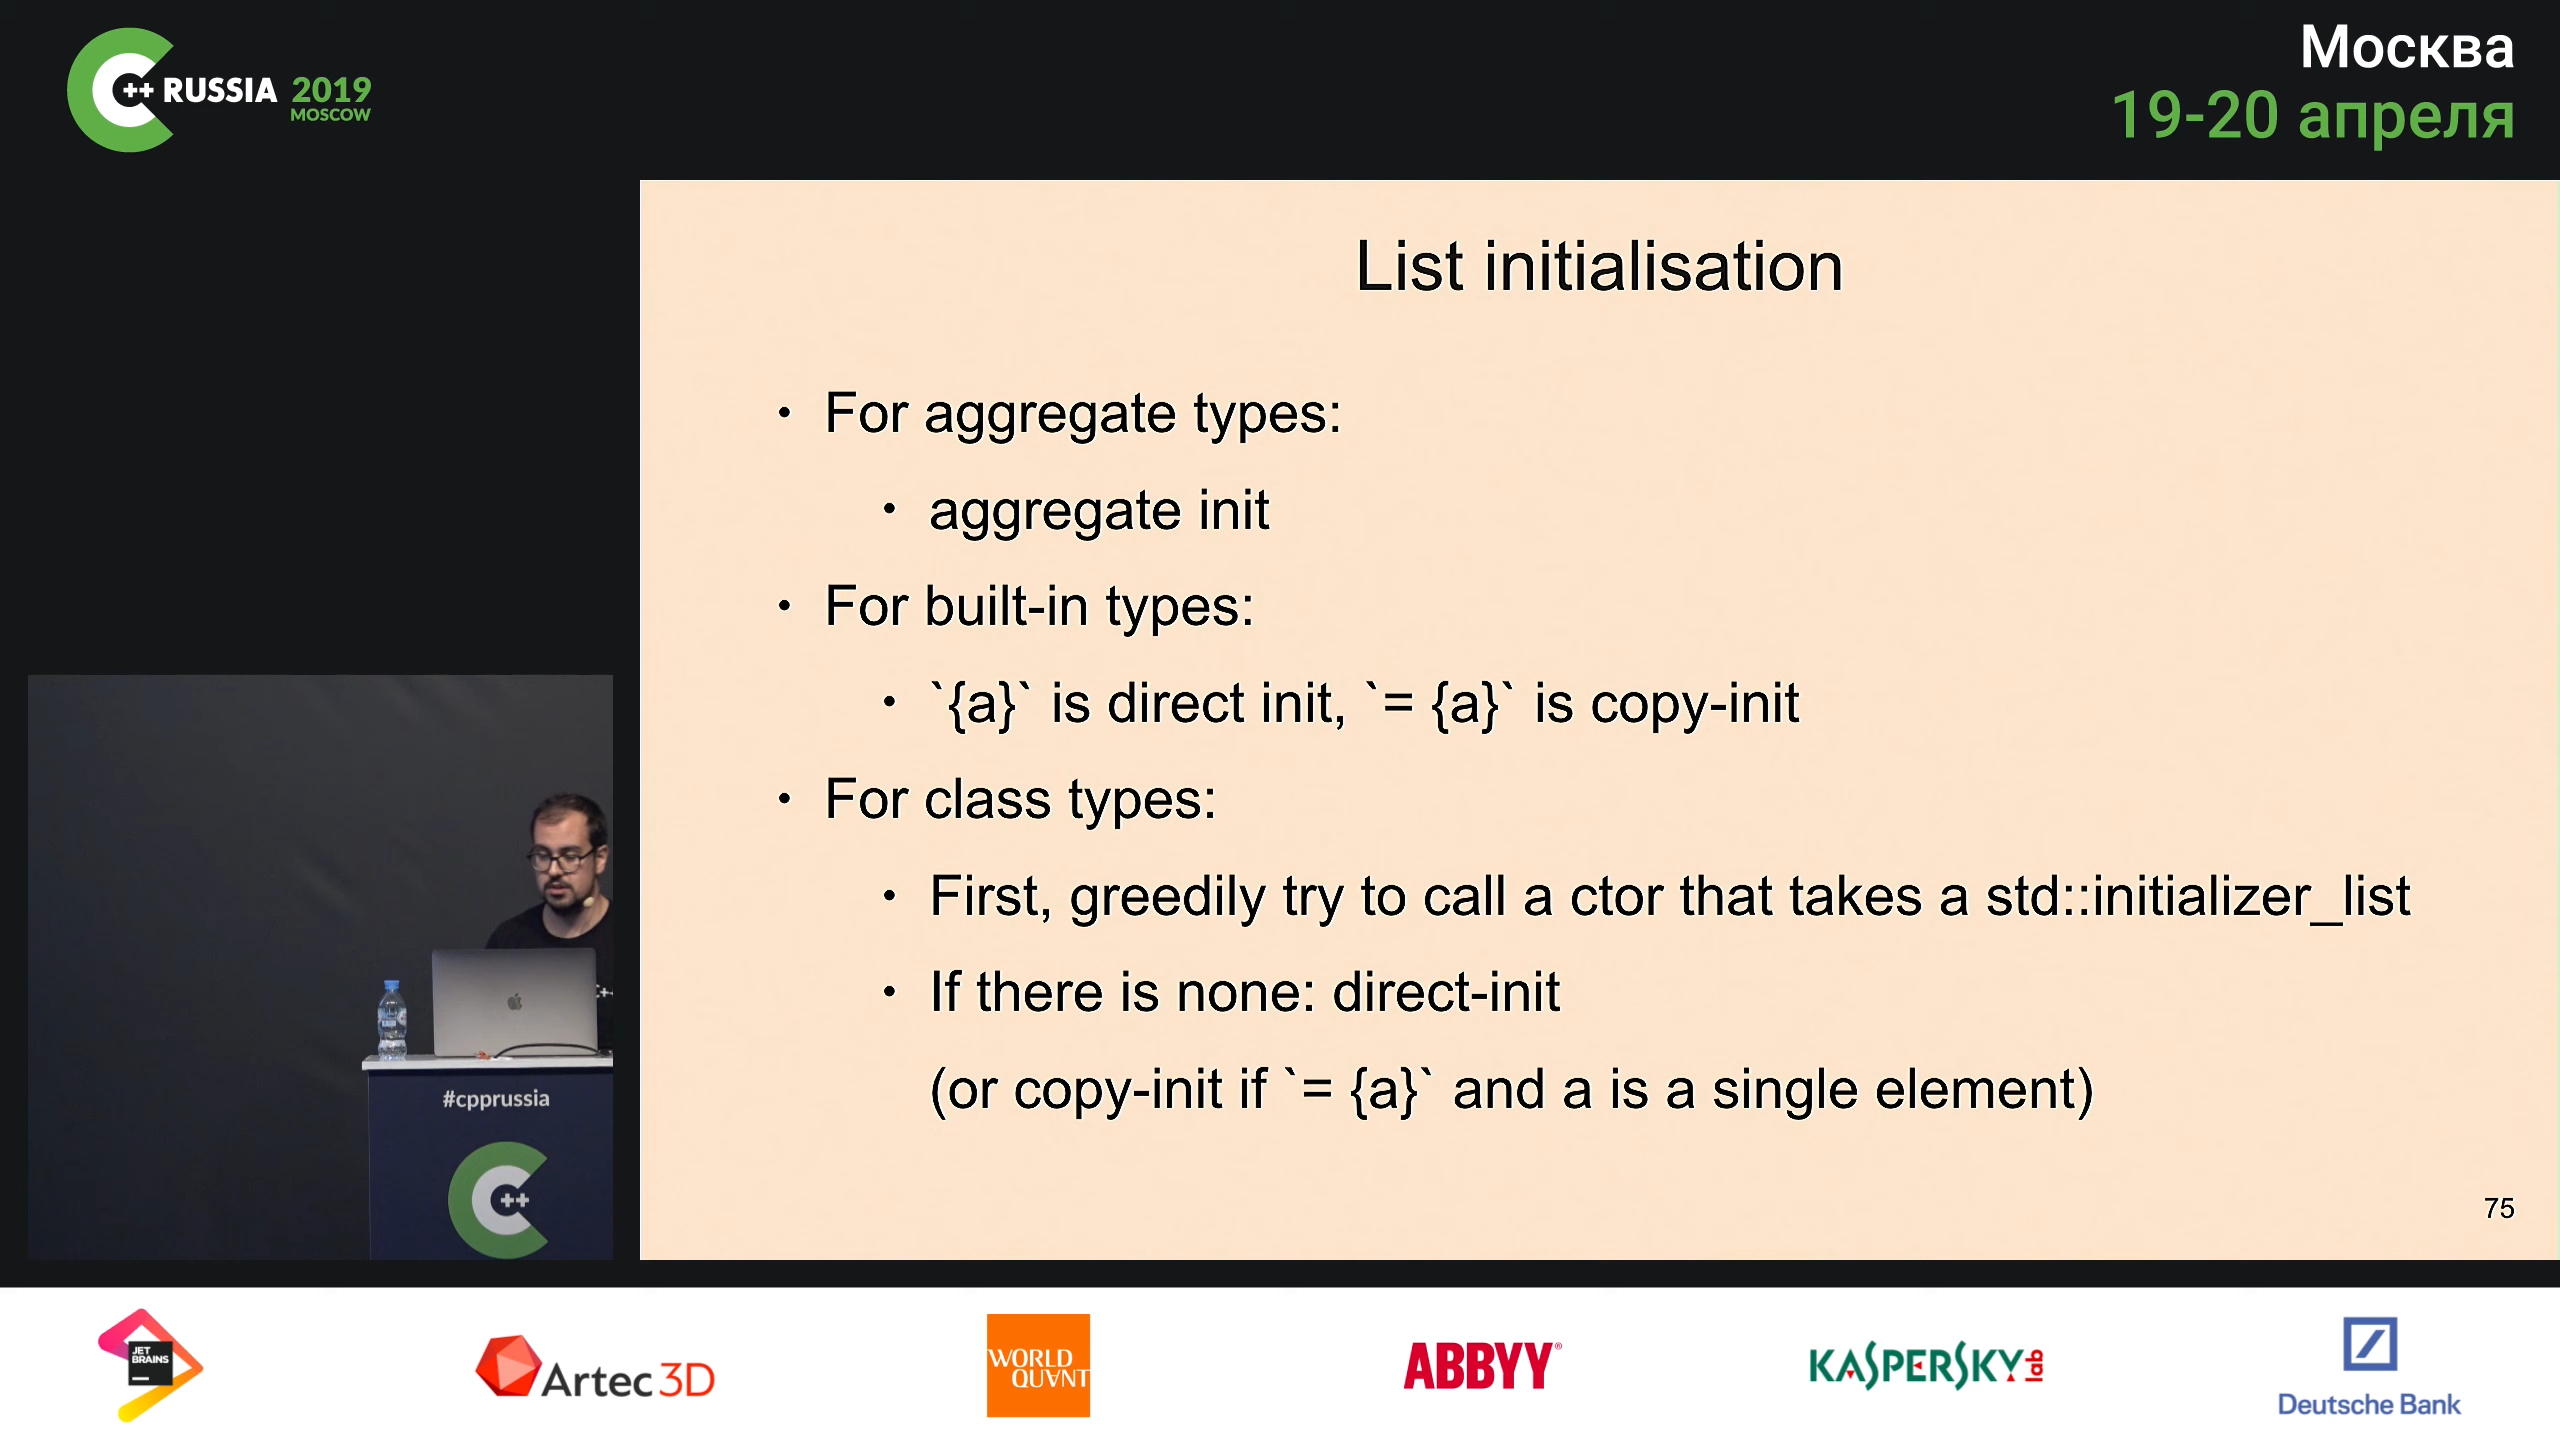 C++ RUSSIA 2019
MOSCOW
Москва
19-20 апреля
List initialisation
• For aggregate types:
• aggregate init
• For built-in types:
• `{a}` is direct init, `= {a}` is copy-init
• For class types:
• First, greedily try to call a ctor that takes a std::initializer_list
• If there is none: direct-init
(or copy-init if `= {a}` and a is a single element)
75
#cpprussia
C++
JET
BRAINS
Artec 3D
WORLD
QUANT
ABBYY®
KASPERSKY lab
Deutsche Bank